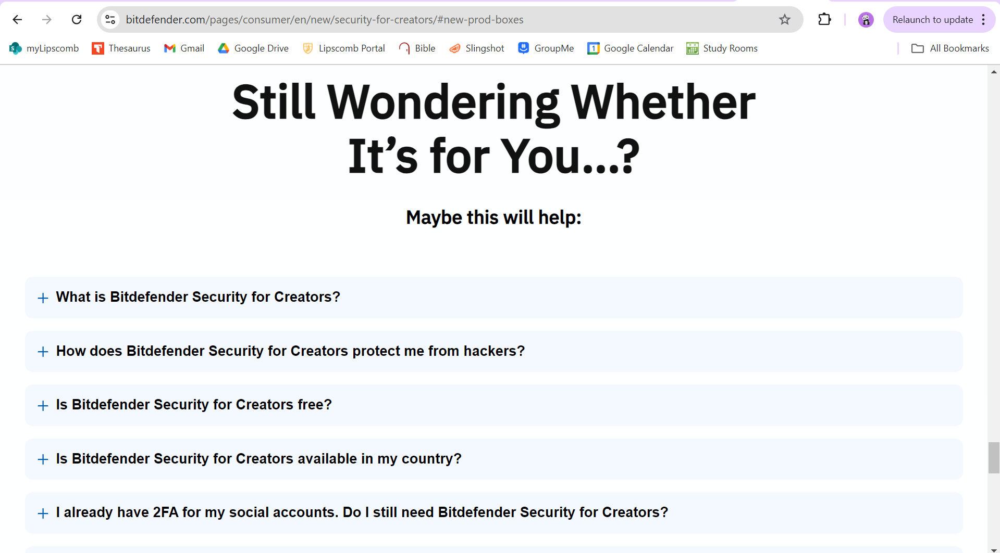 bitdefender.com/pages/consumer/en/new/security-for-creators/#new-prod-boxes
Relaunch to update
myLipscomb
Thesaurus
Gmail
Google Drive
Lipscomb Portal
Bible
Slingshot
GroupMe
Google Calendar
Study Rooms
All Bookmarks
Still Wondering Whether
It’s for You...?
Maybe this will help:
What is Bitdefender Security for Creators?
How does Bitdefender Security for Creators protect me from hackers?
Is Bitdefender Security for Creators free?
Is Bitdefender Security for Creators available in my country?
I already have 2FA for my social accounts. Do I still need Bitdefender Security for Creators?